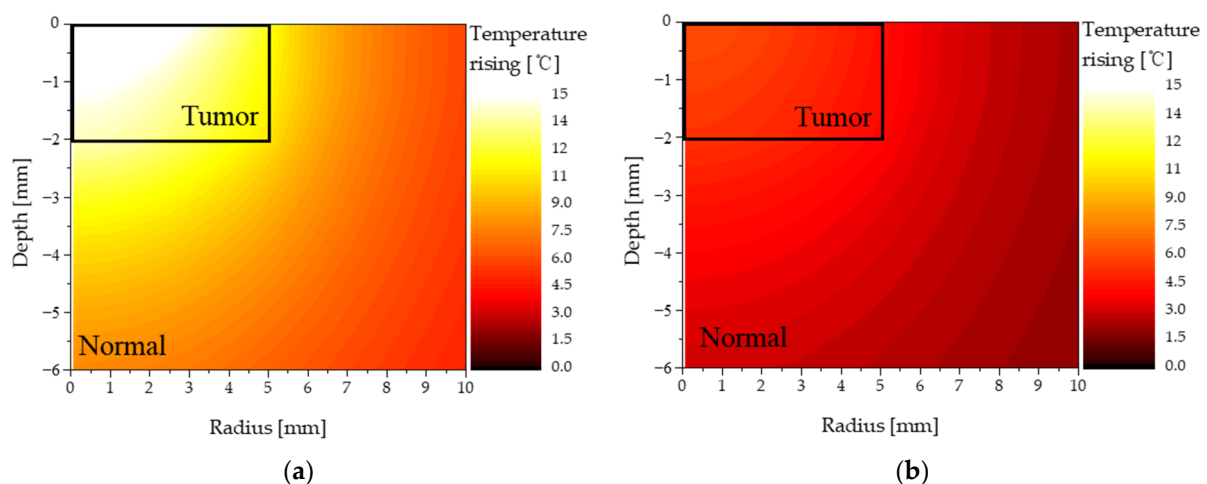 Temperature
rising [℃]
0
−1
−2
−3
−4
−5
−6
Depth [mm]
Tumor
Normal
15
14
12
9.0
7.5
6.0
4.5
3.0
1.5
0.0
0 1 2 3 4 5 6 7 8 9 10
Radius [mm]
(a)
Temperature
rising [℃]
0
−1
−2
−3
−4
−5
−6
Depth [mm]
Tumor
Normal
15
14
12
9.0
7.5
6.0
4.5
3.0
1.5
0.0
0 1 2 3 4 5 6 7 8 9 10
Radius [mm]
(b)